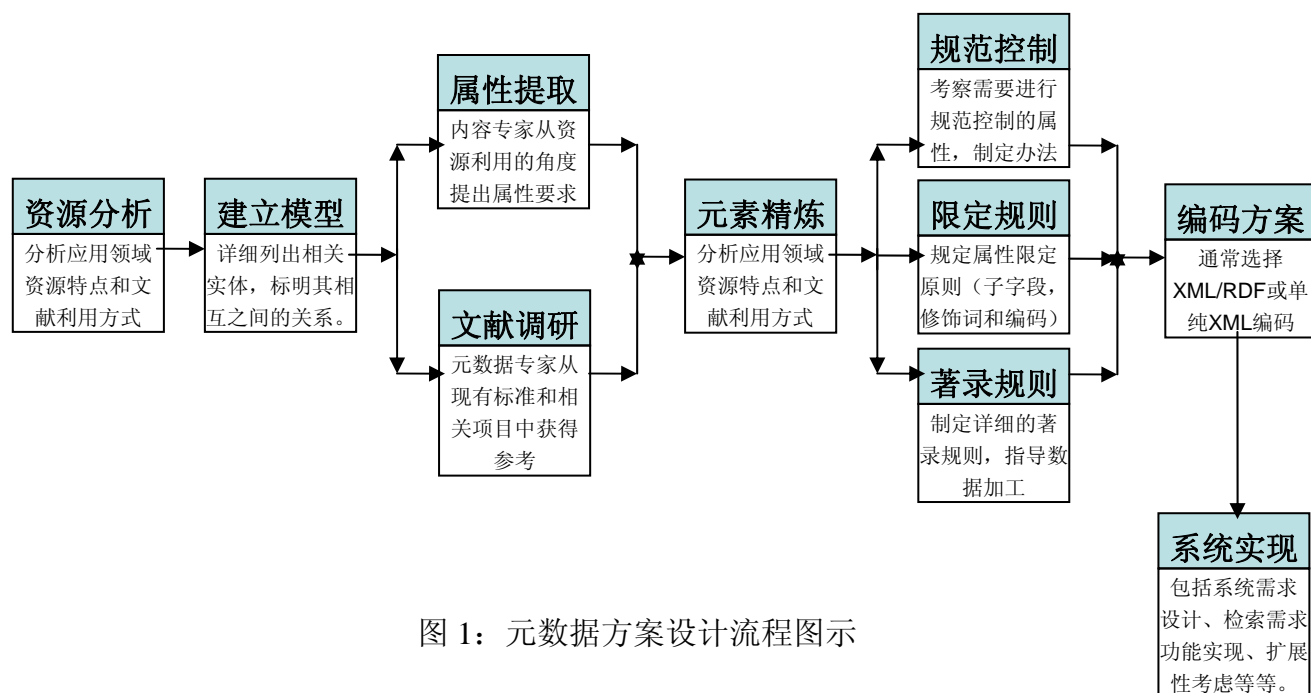 资源分析
分析应用领域
资源特点和文
献利用方式
建立模型
详细列出相关
实体，标明其相
互之间的关系。
属性提取
内容专家从资
源利用的角度
提出属性要求
文献调研
元数据专家从
现有标准和相
关项目中获得
参考
元素精炼
分析应用领域
资源特点和文
献利用方式
规范控制
考察需要进行
规范控制的属
性，制定办法
限定规则
规定属性限定
原则（子字段，
修饰词和编码）
著录规则
制定详细的著
录规则，指导数
据加工
编码方案
通常选择
XML/RDF或单
纯XML编码
系统实现
包括系统需求
设计、检索需求
功能实现、扩展
性考虑等等。
图 1：元数据方案设计流程图示